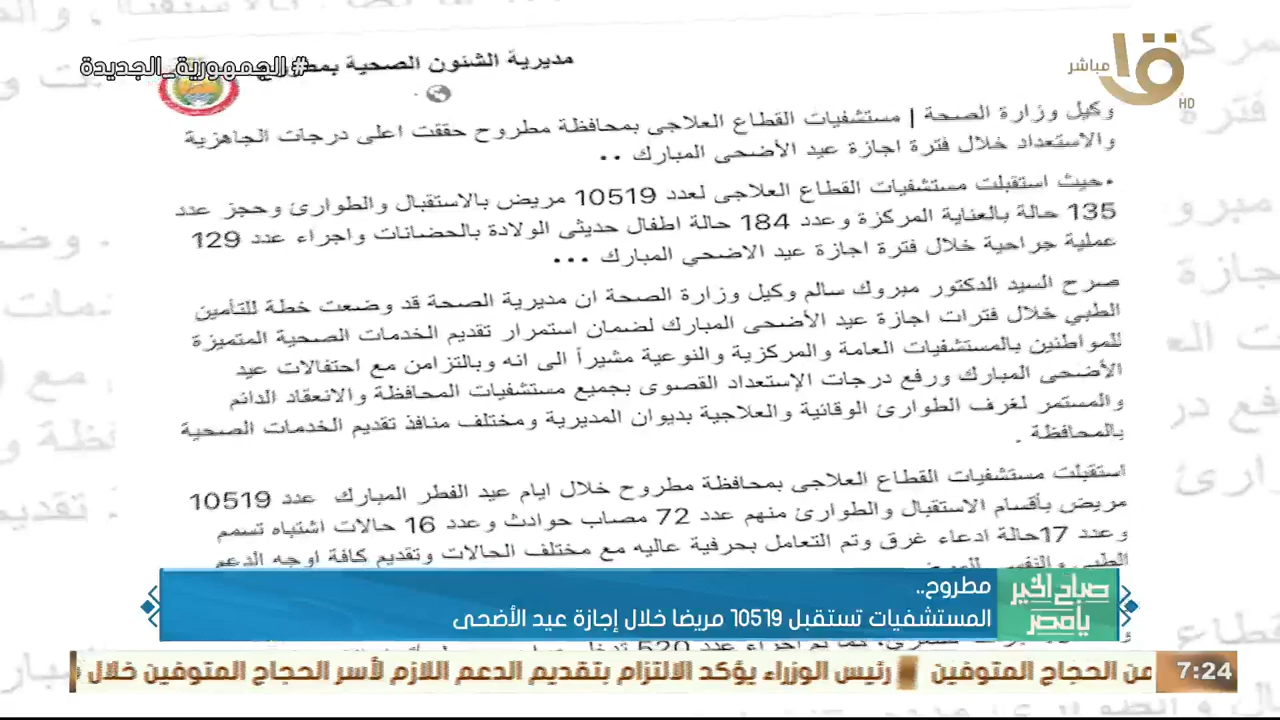 #الجمهورية_الجديدة
مباشر
HD
مديرية الشئون الصحية
وكيل وزارة الصحة | مستشفيات القطاع العلاجى بمحافظة مطروح حققت اعلى درجات الجاهزية
والاستعداد خلال فترة اجازة عيد الأضحى المبارك ..
•حيث استقبلت مستشفيات القطاع العلاجى لعدد 10519 مريض بالاستقبال والطوارئ وحجز عدد
135 حالة بالعناية المركزة وعدد 184 حالة اطفال حديثى الولادة بالحضانات واجراء عدد 129
عملية جراحية خلال فترة اجازة عيد الاضحي المبارك ...
صرح السيد الدكتور مبروك سالم وكيل وزارة الصحة ان مديرية الصحة قد وضعت خطة للتأمين
الطبي خلال فترات اجازة عيد الأضحى المبارك لضمان استمرار تقديم الخدمات الصحية المتميزة
للمواطنين بالمستشفيات العامة والمركزية والنوعية مشيراً الى انه وبالتزامن مع احتفالات عيد
الأضحى المبارك ورفع درجات الإستعداد القصوى بجميع مستشفيات المحافظة والانعقاد الدائم
والمستمر لغرف الطوارئ الوقائية والعلاجية بديوان المديرية ومختلف منافذ تقديم الخدمات الصحية
بالمحافظة .
استقبلت مستشفيات القطاع العلاجى بمحافظة مطروح خلال ايام عيد الفطر المبارك عدد 10519
مريض بأقسام الاستقبال والطوارئ منهم عدد 72 مصاب حوادث وعدد 16 حالات اشتباه تسمم
وعدد 17حالة ادعاء غرق وتم التعامل بحرفية عاليه مع مختلف الحالات وتقديم كافة اوجه الدعم
صباح الخير يا مصر
مطروح..
المستشفيات تستقبل 10519 مريضا خلال إجازة عيد الأضحى
7:24
من الحجاج المتوفين رئيس الوزراء يؤكد الالتزام بتقديم الدعم اللازم لأسر الحجاج المتوفين خلال